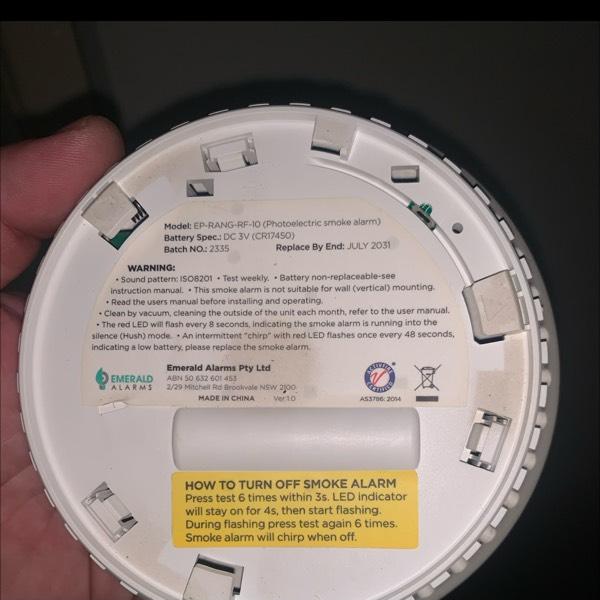 Model: EP-RANG-RF-10 (Photoelectric smoke alarm)
Battery Spec.: DC 3V (CR17450)
Batch NO.: 2335 Replace By End: JULY 2031
WARNING:
• Sound pattern: ISO8201 • Test weekly. • Battery non-replaceable-see
instruction manual. • This smoke alarm is not suitable for wall (vertical) mounting.
• Read the users manual before installing and operating.
• Clean by vacuum, cleaning the outside of the unit each month, refer to the user manual.
• The red LED will flash every 8 seconds, indicating the smoke alarm is running into the
silence (Hush) mode. • An intermittent "chirp" with red LED flashes once every 48 seconds,
indicating a low battery, please replace the smoke alarm.
EMERALD
ALARMS
Emerald Alarms Pty Ltd
ABN 50 632 601 453
2/29 Mitchell Rd Brookvale NSW 2100
MADE IN CHINA Ver:1.0
AS3786: 2014
HOW TO TURN OFF SMOKE ALARM
Press test 6 times within 3s. LED indicator
will stay on for 4s, then start flashing.
During flashing press test again 6 times.
Smoke alarm will chirp when off.